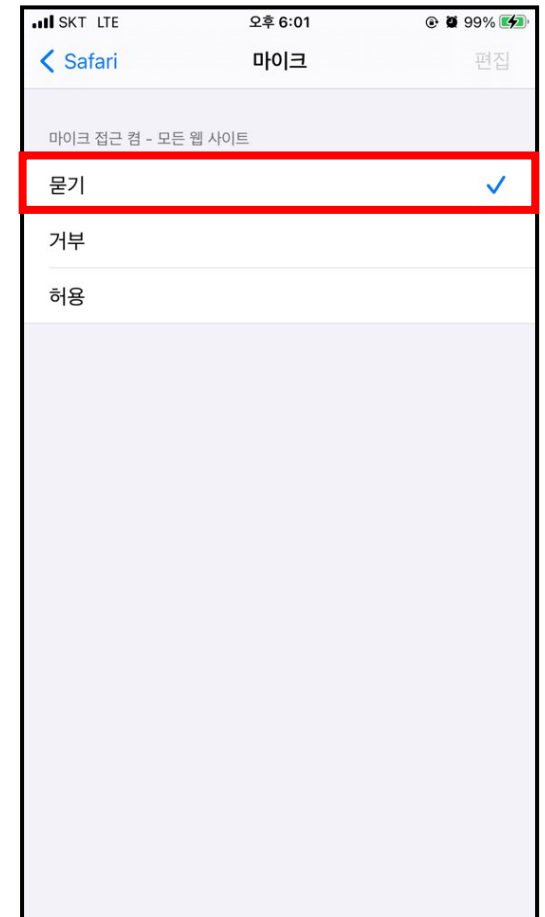 SKT LTE 오후 6:01 99%
Safari 마이크 편집
마이크 접근 켬 - 모든 웹 사이트
묻기
거부
허용